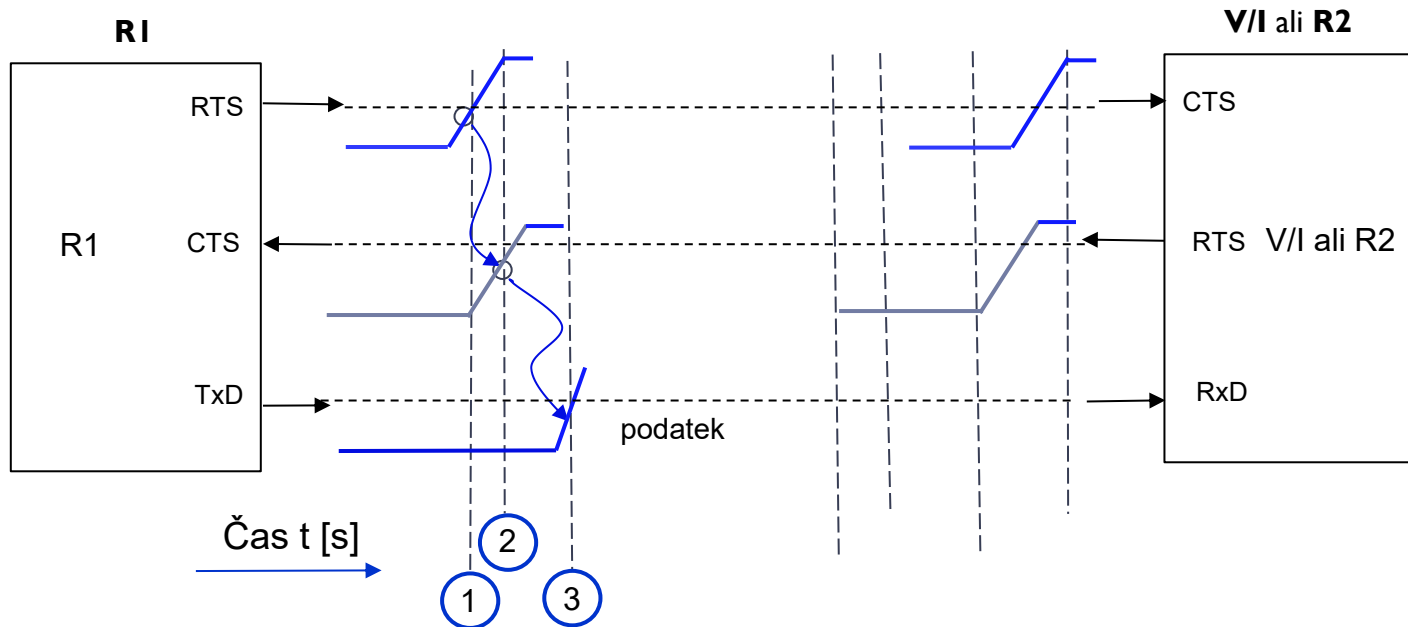 R1
V/I ali R2
RTS
CTS
R1
CTS
RTS
V/I ali R2
TxD
RxD
podatek
Čas t [s]
2
1
3